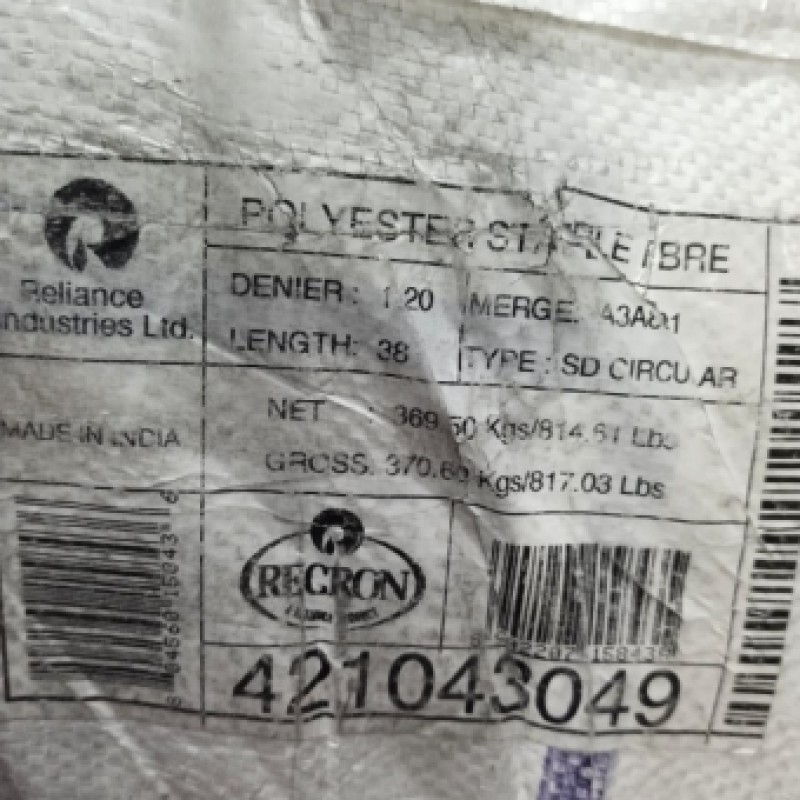 POLYESTER STAPLE FIBRE
Reliance
Industries Ltd.
DENIER : 1.20
MERGE.
LENGTH: 38
TYPE : SD CIRCULAR
MADE IN INDIA
NET : 369.50 Kgs/814.61 Lbs
GROSS. 370.60 Kgs/817.03 Lbs
RECRON
421043049